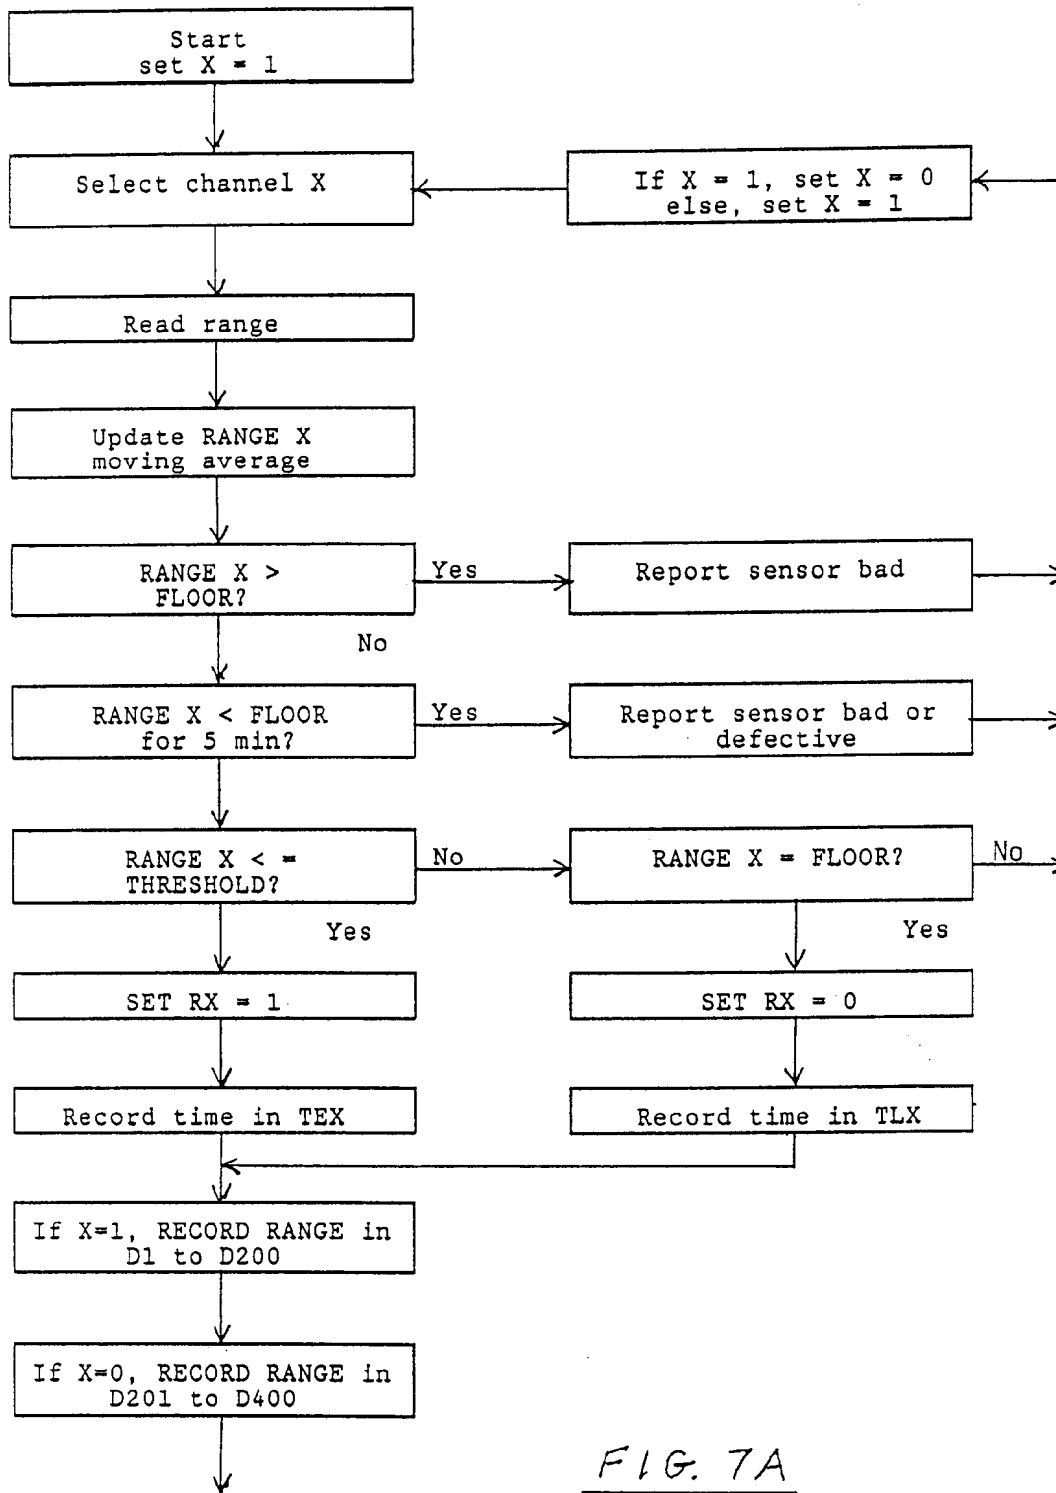 Start
set X = 1
Select channel X
If X = 1, set X = 0
else, set X = 1
Read range
Update RANGE X
moving average
RANGE X >
FLOOR?
Yes
Report sensor bad
No
RANGE X < FLOOR
for 5 min?
Yes
Report sensor bad or
defective
RANGE X < =
THRESHOLD?
No
RANGE X = FLOOR?
No
Yes
Yes
SET RX = 1
SET RX = 0
Record time in TEX
Record time in TLX
If X=1, RECORD RANGE in
D1 to D200
If X=0, RECORD RANGE in
D201 to D400
FIG. 7A